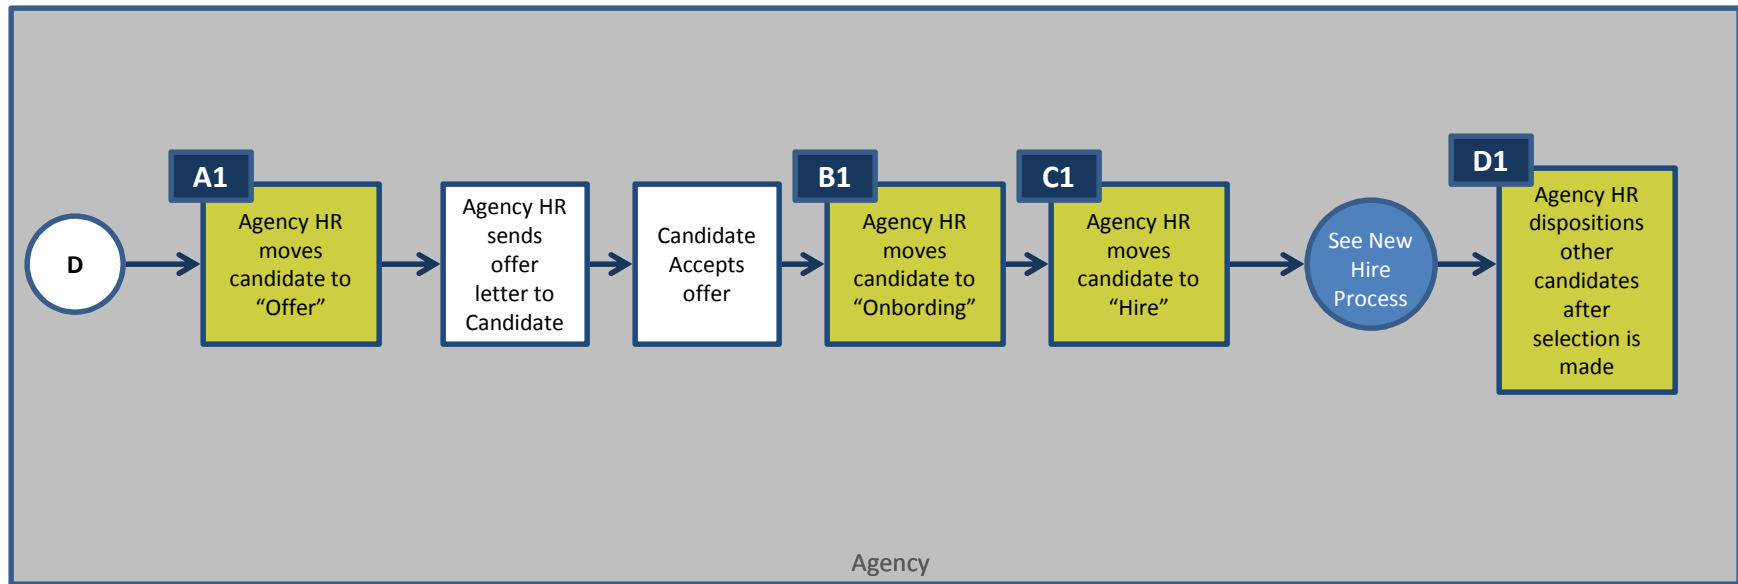 D
A1
Agency HR
moves
candidate to
“Offer”
Agency HR
sends
offer
letter to
Candidate
Candidate
Accepts
offer
B1
Agency HR
moves
candidate to
“Onbording”
C1
Agency HR
moves
candidate to
“Hire”
See New
Hire
Process
D1
Agency HR
dispositions
other
candidates
after
selection is
made
Agency